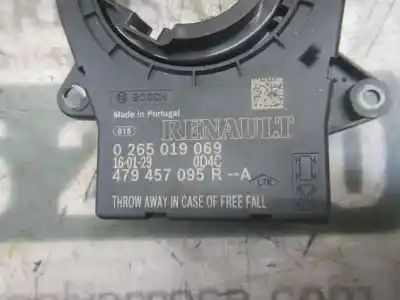 BOSCH
Made in Portugal
815
RENAULT
0 265 019 069
16-01-29 0D4C
479 457 095 R --A
THROW AWAY IN CASE OF FREE FALL